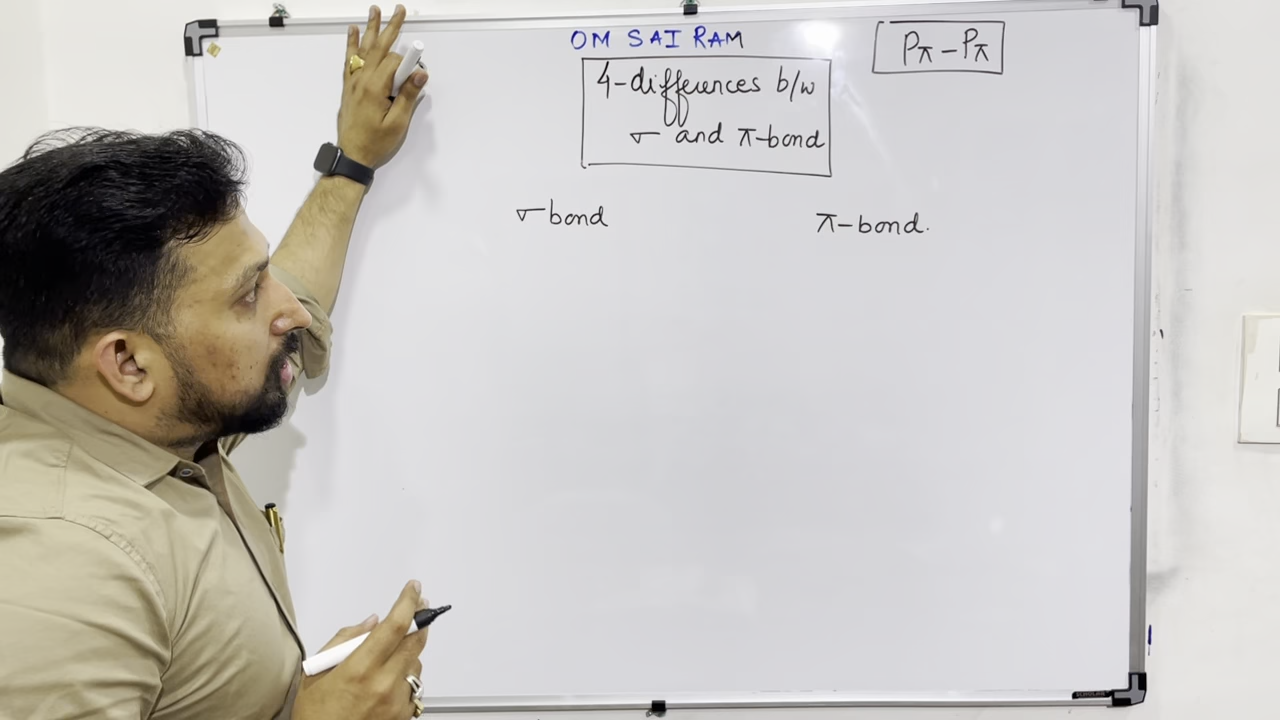 OM SAI RAM
Pπ-Pπ
4-differences b/w
σ and π-bond
σ bond
π-bond.